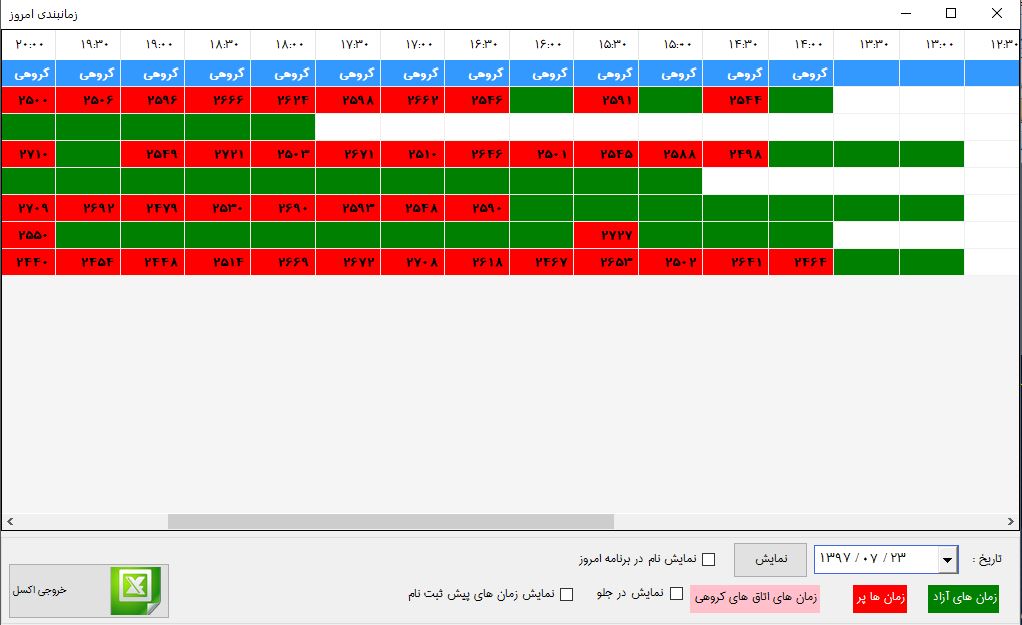 زمانبندی امروز
۱۲:۳۰ ۱۳:۰۰ ۱۳:۳۰ ۱۴:۰۰ ۱۴:۳۰ ۱۵:۰۰ ۱۵:۳۰ ۱۶:۰۰ ۱۶:۳۰ ۱۷:۰۰ ۱۷:۳۰ ۱۸:۰۰ ۱۸:۳۰ ۱۹:۰۰ ۱۹:۳۰ ۲۰:۰۰
گروهی گروهی گروهی گروهی گروهی گروهی گروهی گروهی گروهی گروهی گروهی گروهی گروهی
۲۵۴۴ ۲۵۹۱ ۲۵۴۶ ۲۶۶۲ ۲۵۹۸ ۲۶۲۴ ۲۶۶۶ ۲۵۹۶ ۲۵۰۶ ۲۵۰۰
۲۴۹۸ ۲۵۸۸ ۲۵۴۵ ۲۵۰۱ ۲۶۴۶ ۲۵۱۰ ۲۶۷۱ ۲۵۰۳ ۲۷۲۱ ۲۵۴۹ ۲۷۱۰
۲۵۹۰ ۲۵۴۸ ۲۵۹۳ ۲۶۹۰ ۲۵۳۰ ۲۴۷۹ ۲۶۹۲ ۲۷۰۹
۲۷۲۷ ۲۵۵۰
۲۴۶۴ ۲۶۴۱ ۲۵۰۲ ۲۶۵۳ ۲۴۶۷ ۲۶۱۸ ۲۷۰۸ ۲۶۷۲ ۲۶۶۹ ۲۵۱۴ ۲۴۴۸ ۲۴۵۴ ۲۴۴۰
تاریخ : ۱۳۹۷ / ۰۷ / ۲۳ نمایش نمایش نام در برنامه امروز
زمان های آزاد زمان ها پر زمان های اتاق های کروهی نمایش در جلو نمایش زمان های پیش ثبت نام
خروجی اکسل